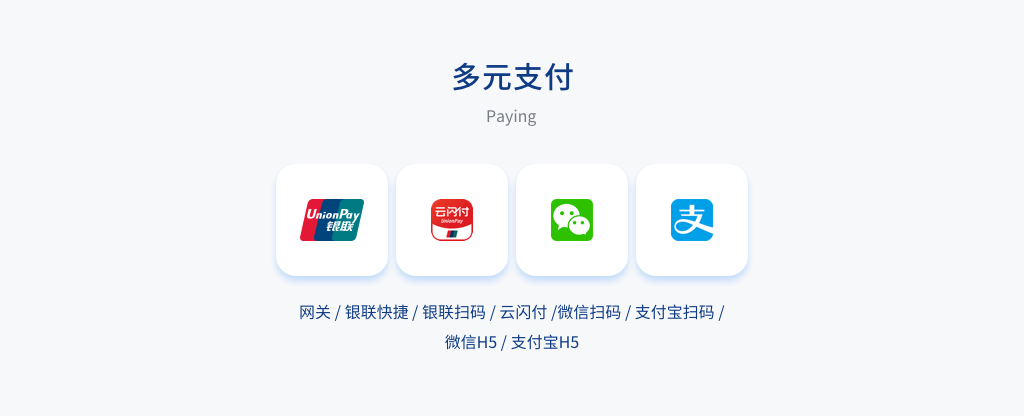 多元支付
Paying
UnionPay
银联
云闪付
UnionPay
支
网关 / 银联快捷 / 银联扫码 / 云闪付 /微信扫码 / 支付宝扫码 /
微信H5 / 支付宝H5